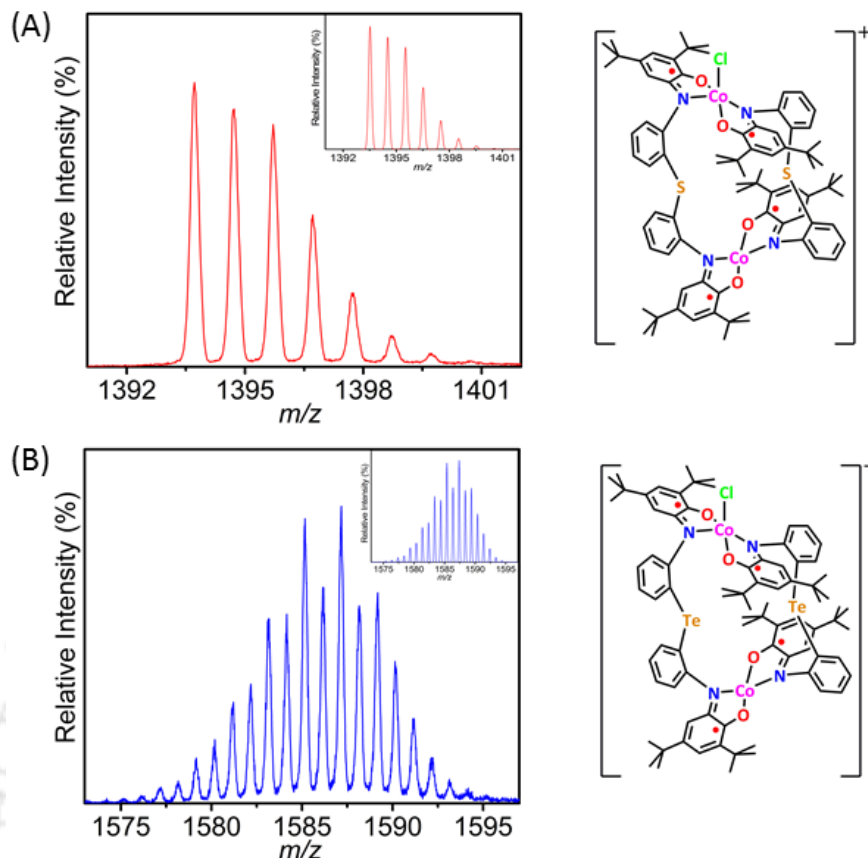 (A)
Relative Intensity (%)
Relative Intensity (%)
1392 1395 1398 1401
m/z
1392 1395 1398 1401
m/z
+
Cl
O
Co
N
N
O
S
S
O
N
N
Co
O
(B)
Relative Intensity (%)
Relative Intensity (%)
1575 1580 1585 1590 1595
m/z
1575 1580 1585 1590 1595
m/z
Cl
O
Co
N
N
O
Te
Te
O
N
N
Co
O